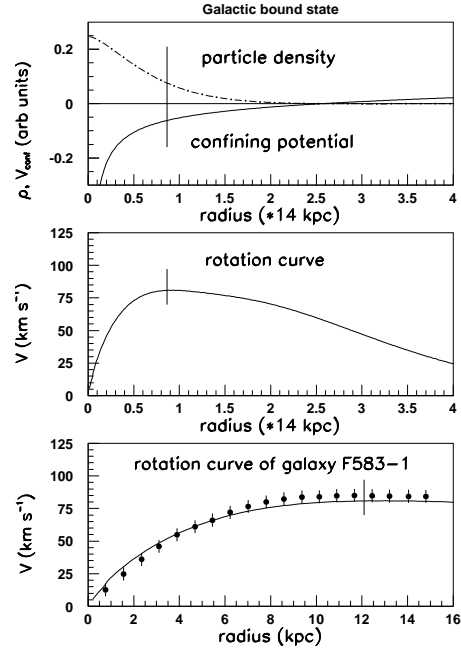 Galactic bound state
ρ, V_conf (arb units)
0.2
0
-0.2
particle density
confining potential
0 0.5 1 1.5 2 2.5 3 3.5 4
radius (*14 kpc)
V (km s⁻¹)
125
100
75
50
25
0
rotation curve
0 0.5 1 1.5 2 2.5 3 3.5 4
radius (*14 kpc)
V (km s⁻¹)
125
100
75
50
25
0
rotation curve of galaxy F583-1
0 2 4 6 8 10 12 14 16
radius (kpc)